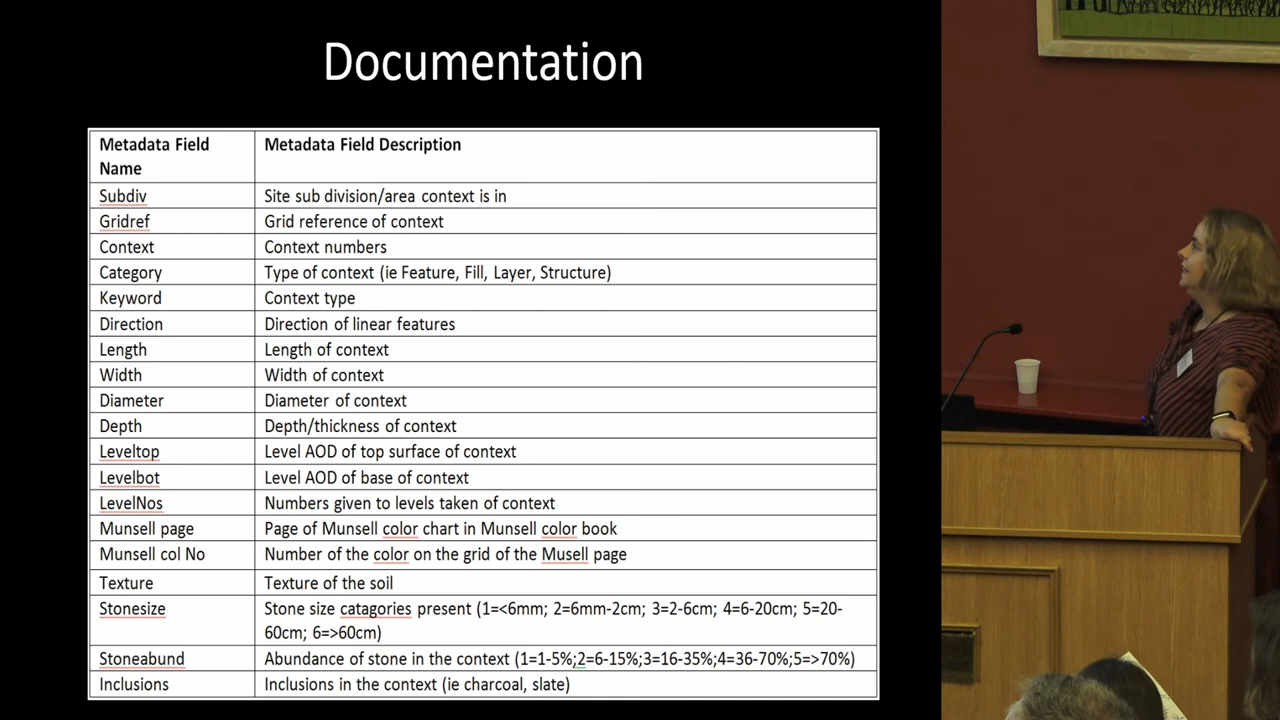 Documentation
Metadata Field Name Metadata Field Description
Subdiv Site sub division/area context is in
Gridref Grid reference of context
Context Context numbers
Category Type of context (ie Feature, Fill, Layer, Structure)
Keyword Context type
Direction Direction of linear features
Length Length of context
Width Width of context
Diameter Diameter of context
Depth Depth/thickness of context
Leveltop Level AOD of top surface of context
Levelbot Level AOD of base of context
LevelNos Numbers given to levels taken of context
Munsell page Page of Munsell color chart in Munsell color book
Munsell col No Number of the color on the grid of the Musell page
Texture Texture of the soil
Stonesize Stone size catagories present (1=<6mm; 2=6mm-2cm; 3=2-6cm; 4=6-20cm; 5=20-
60cm; 6=>60cm)
Stoneabund Abundance of stone in the context (1=1-5%;2=6-15%;3=16-35%;4=36-70%;5=>70%)
Inclusions Inclusions in the context (ie charcoal, slate)